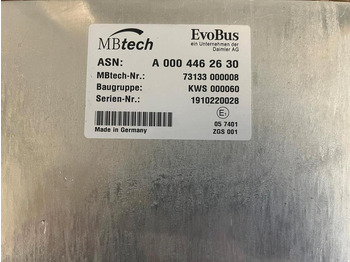 MBtech
EvoBus
ein Unternehmen der
Daimler AG
ASN: A 000 446 26 30
MBtech-Nr.: 73133 000008
Baugruppe: KWS 000060
Serien-Nr.: 1910220028
E1
05 7401
Made in Germany ZGS 001